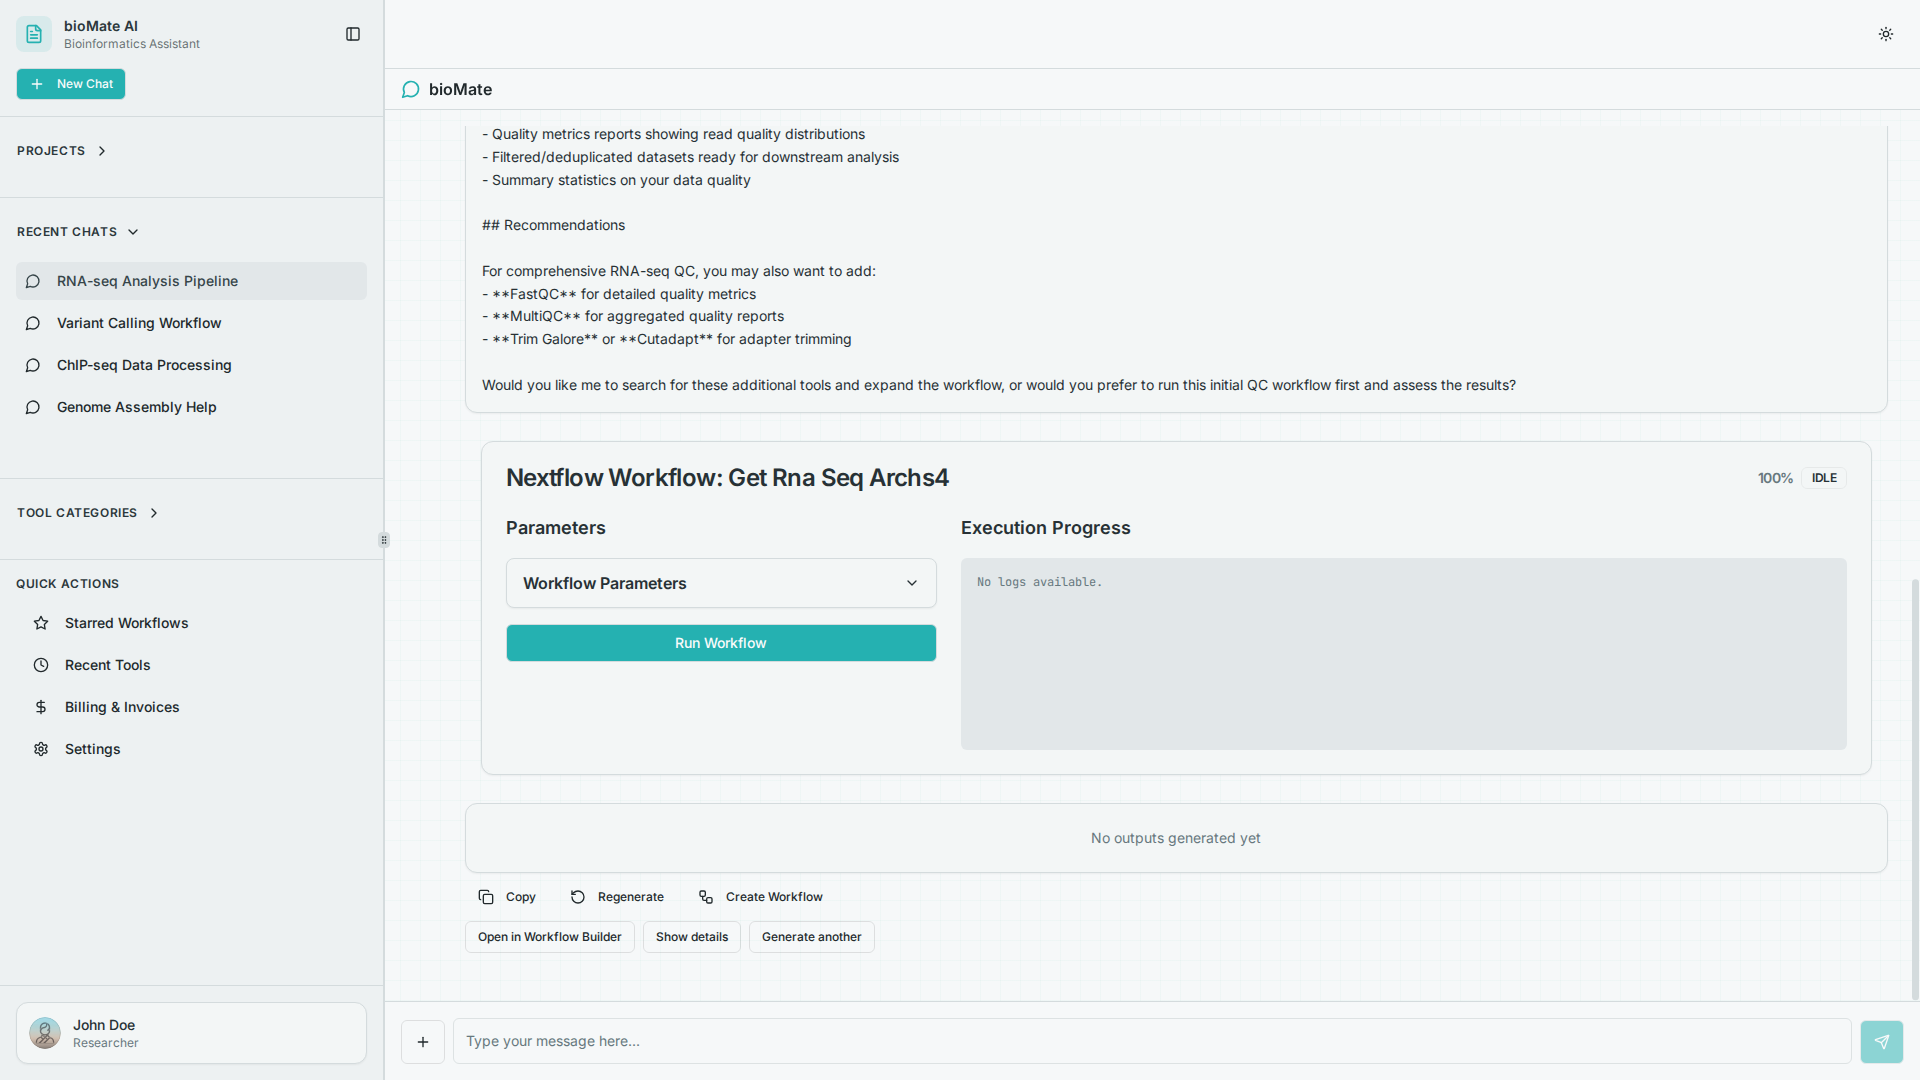 bioMate AI
Bioinformatics Assistant
New Chat
PROJECTS
RECENT CHATS
RNA-seq Analysis Pipeline
Variant Calling Workflow
ChIP-seq Data Processing
Genome Assembly Help
TOOL CATEGORIES
QUICK ACTIONS
Starred Workflows
Recent Tools
Billing & Invoices
Settings
John Doe
Researcher
bioMate
- Quality metrics reports showing read quality distributions
- Filtered/deduplicated datasets ready for downstream analysis
- Summary statistics on your data quality
## Recommendations
For comprehensive RNA-seq QC, you may also want to add:
- **FastQC** for detailed quality metrics
- **MultiQC** for aggregated quality reports
- **Trim Galore** or **Cutadapt** for adapter trimming
Would you like me to search for these additional tools and expand the workflow, or would you prefer to run this initial QC workflow first and assess the results?
Nextflow Workflow: Get Rna Seq Archs4
100% IDLE
Parameters
Workflow Parameters
Run Workflow
Execution Progress
No logs available.
No outputs generated yet
Copy Regenerate Create Workflow
Open in Workflow Builder Show details Generate another
Type your message here...